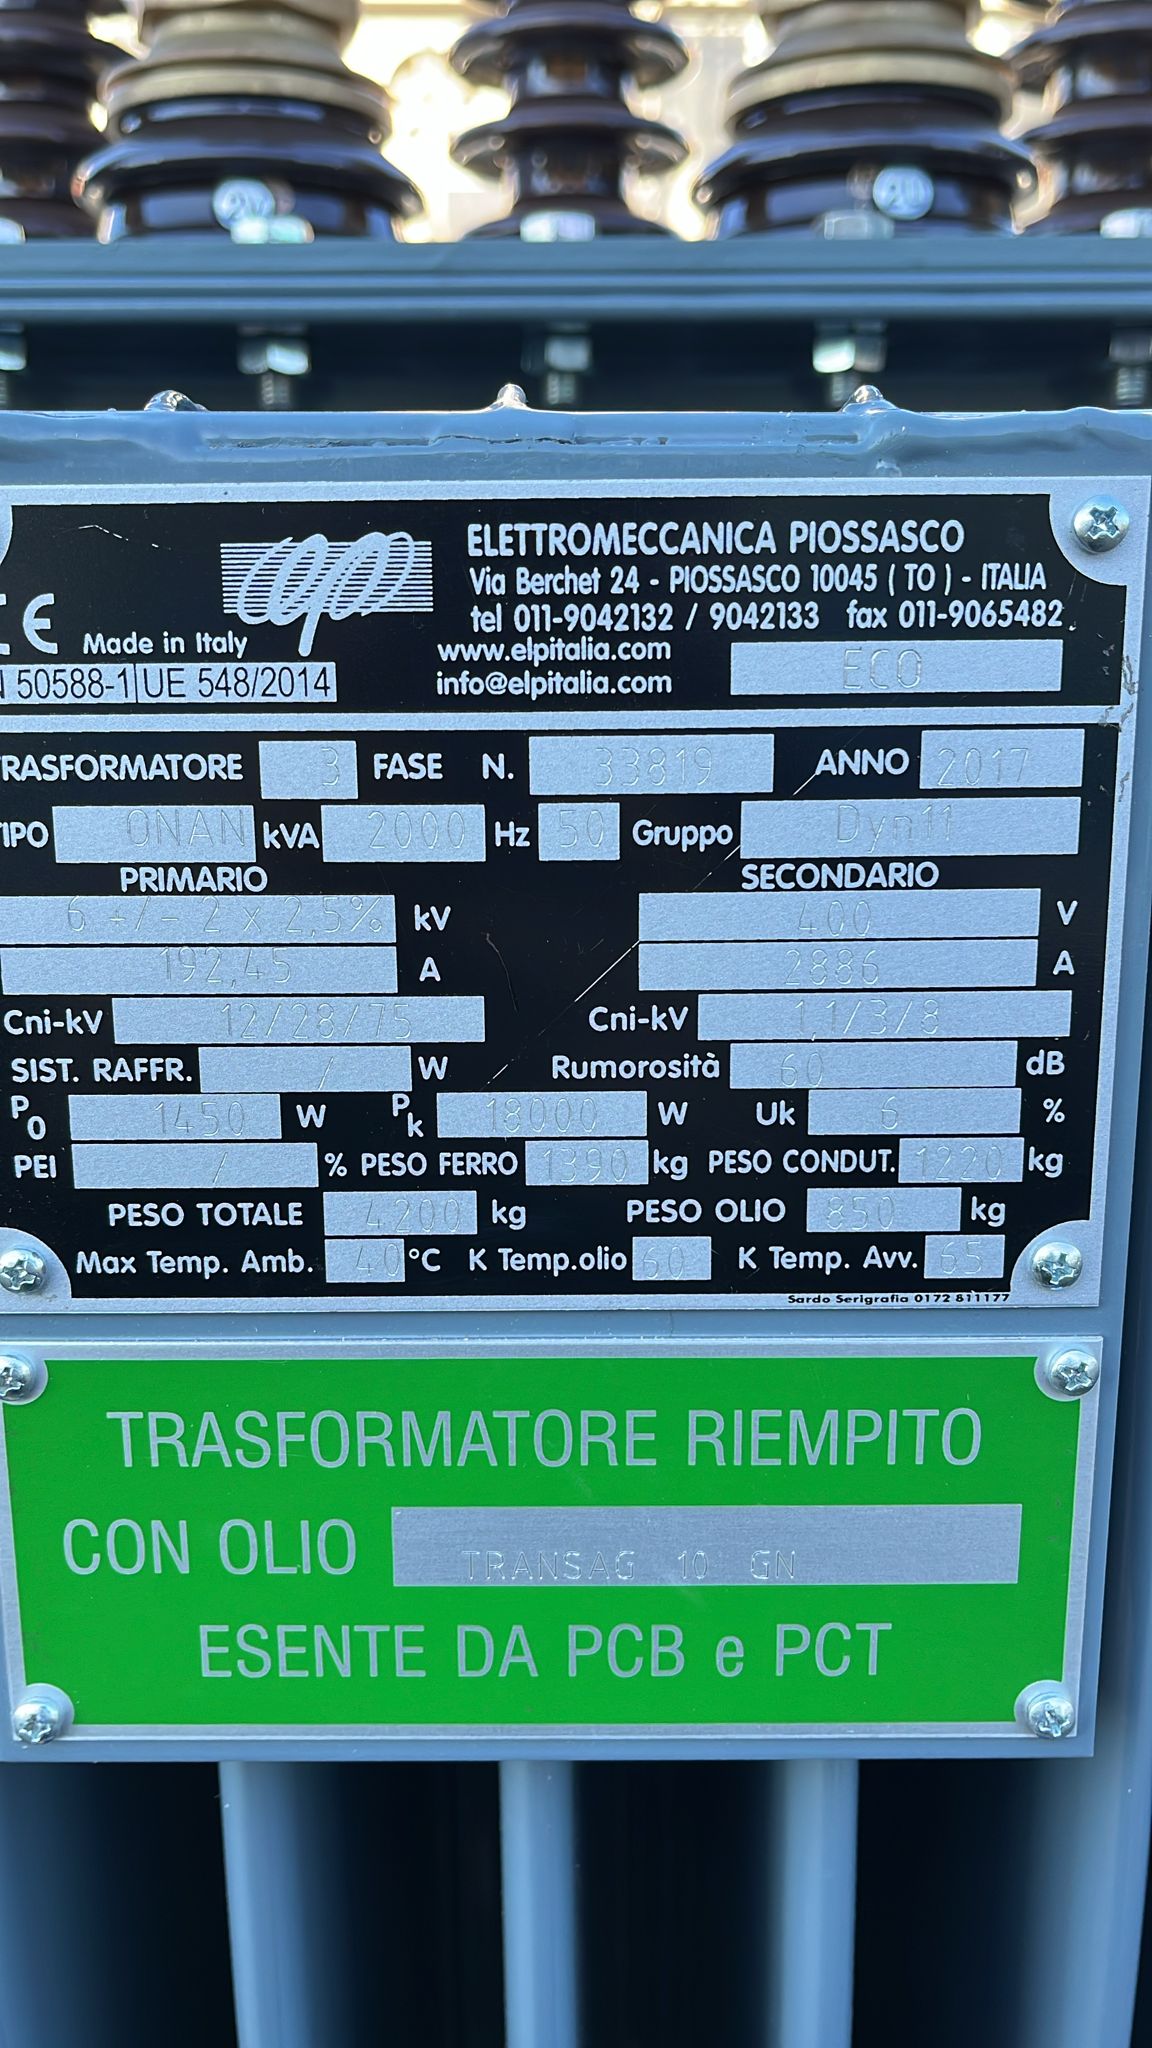 2V
2U
elp
ELETTROMECCANICA PIOSSASCO
Via Berchet 24 - PIOSSASCO 10045 ( TO ) - ITALIA
tel 011-9042132 / 9042133 fax 011-9065482
CE Made in Italy www.elpitalia.com
N 50588-1 UE 548/2014 info@elpitalia.com ECO
TRASFORMATORE 3 FASE N. 33819 ANNO 2017
TIPO ONAN kVA 2000 Hz 50 Gruppo Dyn11
PRIMARIO SECONDARIO
6 +/- 2 x 2,5% kV 400 V
192,45 A 2886 A
Cni-kV 12/28/75 Cni-kV 1,1/3/8
SIST. RAFFR. / W Rumorosità 60 dB
P0 1450 W Pk 18000 W Uk 6 %
PEI / % PESO FERRO 1390 kg PESO CONDUT. 1220 kg
PESO TOTALE 4200 kg PESO OLIO 850 kg
Max Temp. Amb. 40 °C K Temp.olio 60 K Temp. Avv. 65
Sardo Serigrafia 0172 811177
TRASFORMATORE RIEMPITO
CON OLIO TRANSAG 10 GN
ESENTE DA PCB e PCT